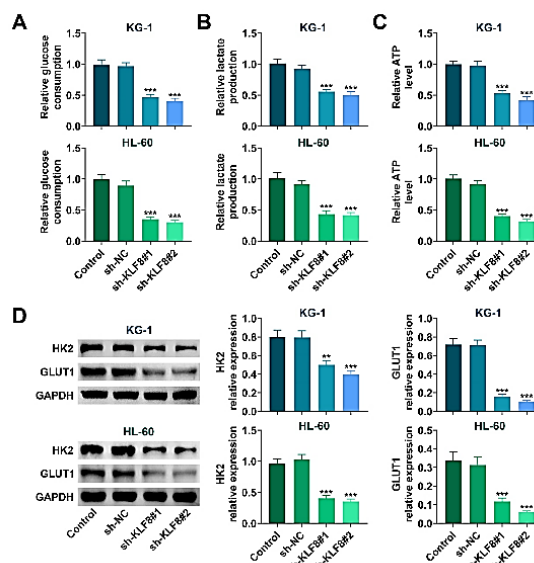 A
KG-1
Relative glucose
consumption
1.5
1.0
0.5
0.0
***
***
HL-60
Relative glucose
consumption
1.5
1.0
0.5
0.0
***
***
Control
sh-NC
sh-KLF8#1
sh-KLF8#2
B
KG-1
Relative lactate
production
1.5
1.0
0.5
0.0
***
***
HL-60
Relative lactate
production
1.5
1.0
0.5
0.0
***
***
Control
sh-NC
sh-KLF8#1
sh-KLF8#2
C
KG-1
Relative ATP
level
1.5
1.0
0.5
0.0
***
***
HL-60
Relative ATP
level
1.5
1.0
0.5
0.0
***
***
Control
sh-NC
sh-KLF8#1
sh-KLF8#2
D
KG-1
HK2
GLUT1
GAPDH
HL-60
HK2
GLUT1
GAPDH
Control
sh-NC
sh-KLF8#1
sh-KLF8#2
KG-1
HK2
relative expression
1.0
0.8
0.6
0.4
0.2
0.0
**
***
HL-60
HK2
relative expression
1.5
1.0
0.5
0.0
***
***
Control
sh-NC
sh-KLF8#1
sh-KLF8#2
KG-1
GLUT1
relative expression
1.0
0.8
0.6
0.4
0.2
0.0
***
***
HL-60
GLUT1
relative expression
0.5
0.4
0.3
0.2
0.1
0.0
***
***
Control
sh-NC
sh-KLF8#1
sh-KLF8#2